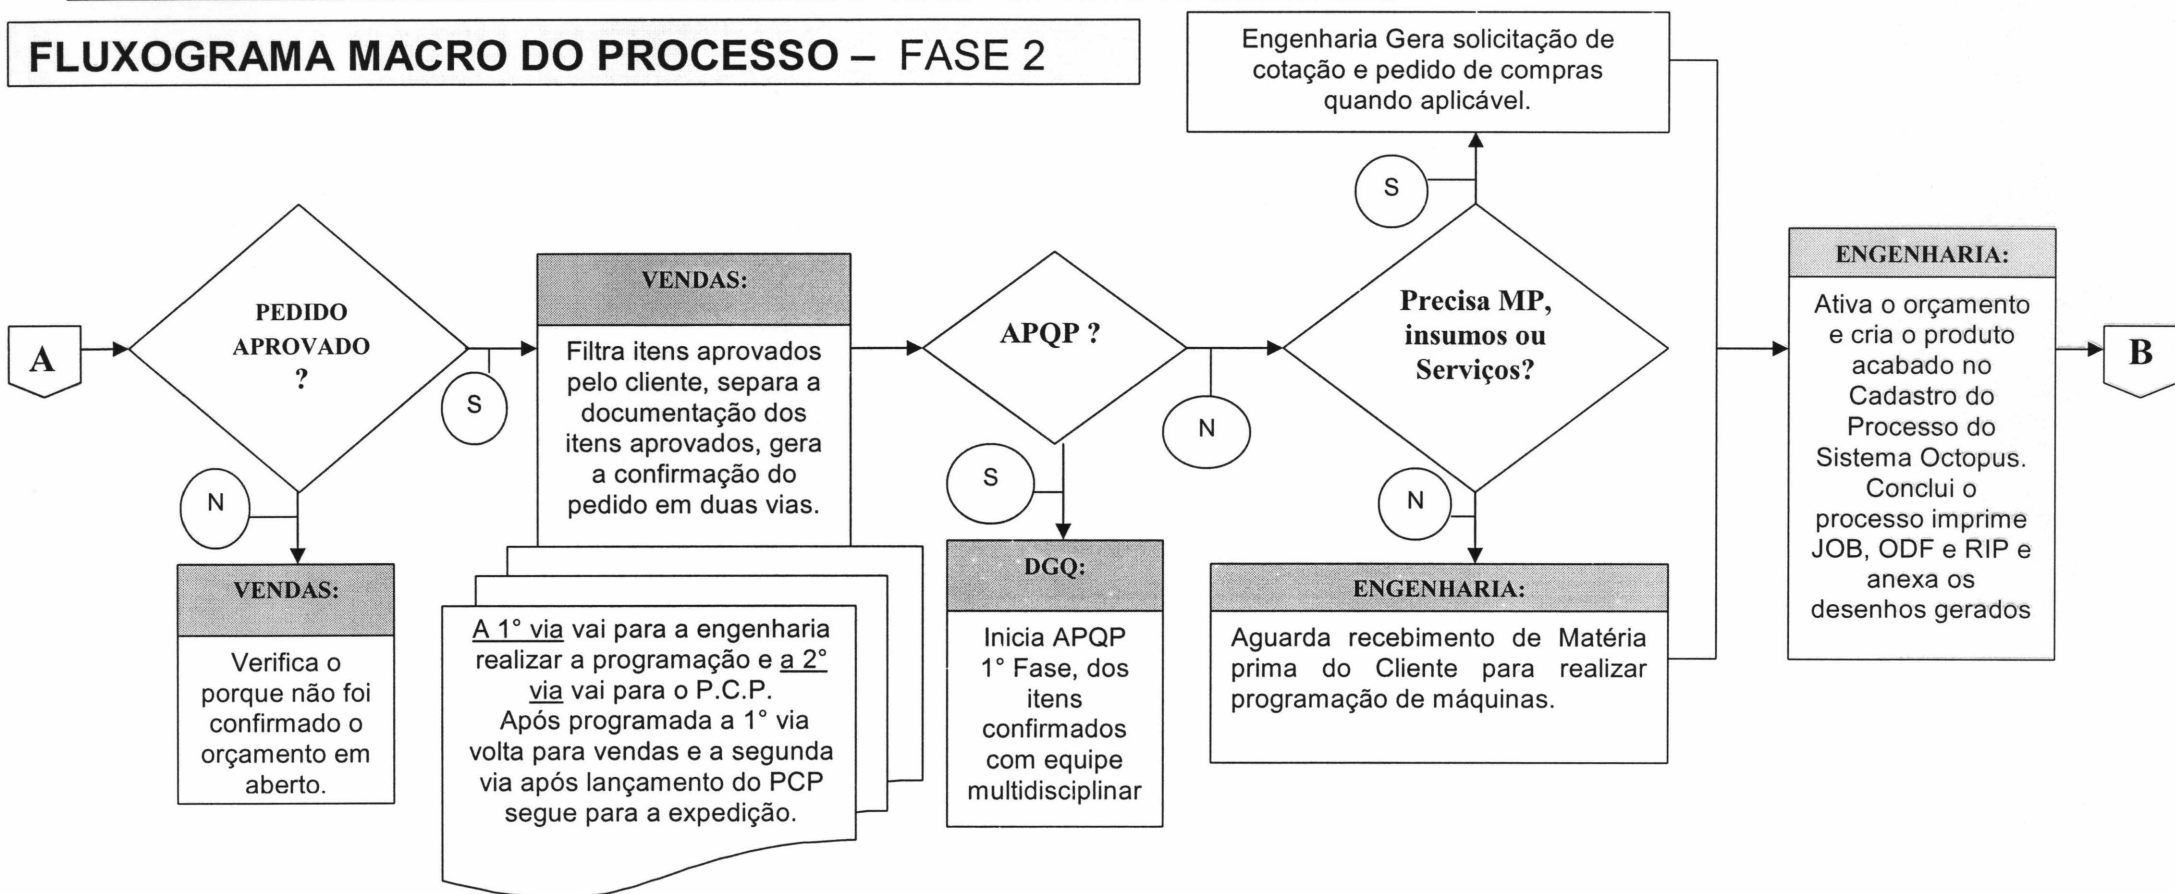 FLUXOGRAMA MACRO DO PROCESSO – FASE 2
Engenharia Gera solicitação de
cotação e pedido de compras
quando aplicável.
A
PEDIDO
APROVADO
?
S
N
VENDAS:
Verifica o
porque não foi
confirmado o
orçamento em
aberto.
VENDAS:
Filtra itens aprovados
pelo cliente, separa a
documentação dos
itens aprovados, gera
a confirmação do
pedido em duas vias.
A 1° via vai para a engenharia
realizar a programação e a 2°
via vai para o P.C.P.
Após programada a 1° via
volta para vendas e a segunda
via após lançamento do PCP
segue para a expedição.
APQP ?
N
S
DGQ:
Inicia APQP
1° Fase, dos
itens
confirmados
com equipe
multidisciplinar
Precisa MP,
insumos ou
Serviços?
S
N
ENGENHARIA:
Aguarda recebimento de Matéria
prima do Cliente para realizar
programação de máquinas.
ENGENHARIA:
Ativa o orçamento
e cria o produto
acabado no
Cadastro do
Processo do
Sistema Octopus.
Conclui o
processo imprime
JOB, ODF e RIP e
anexa os
desenhos gerados
B